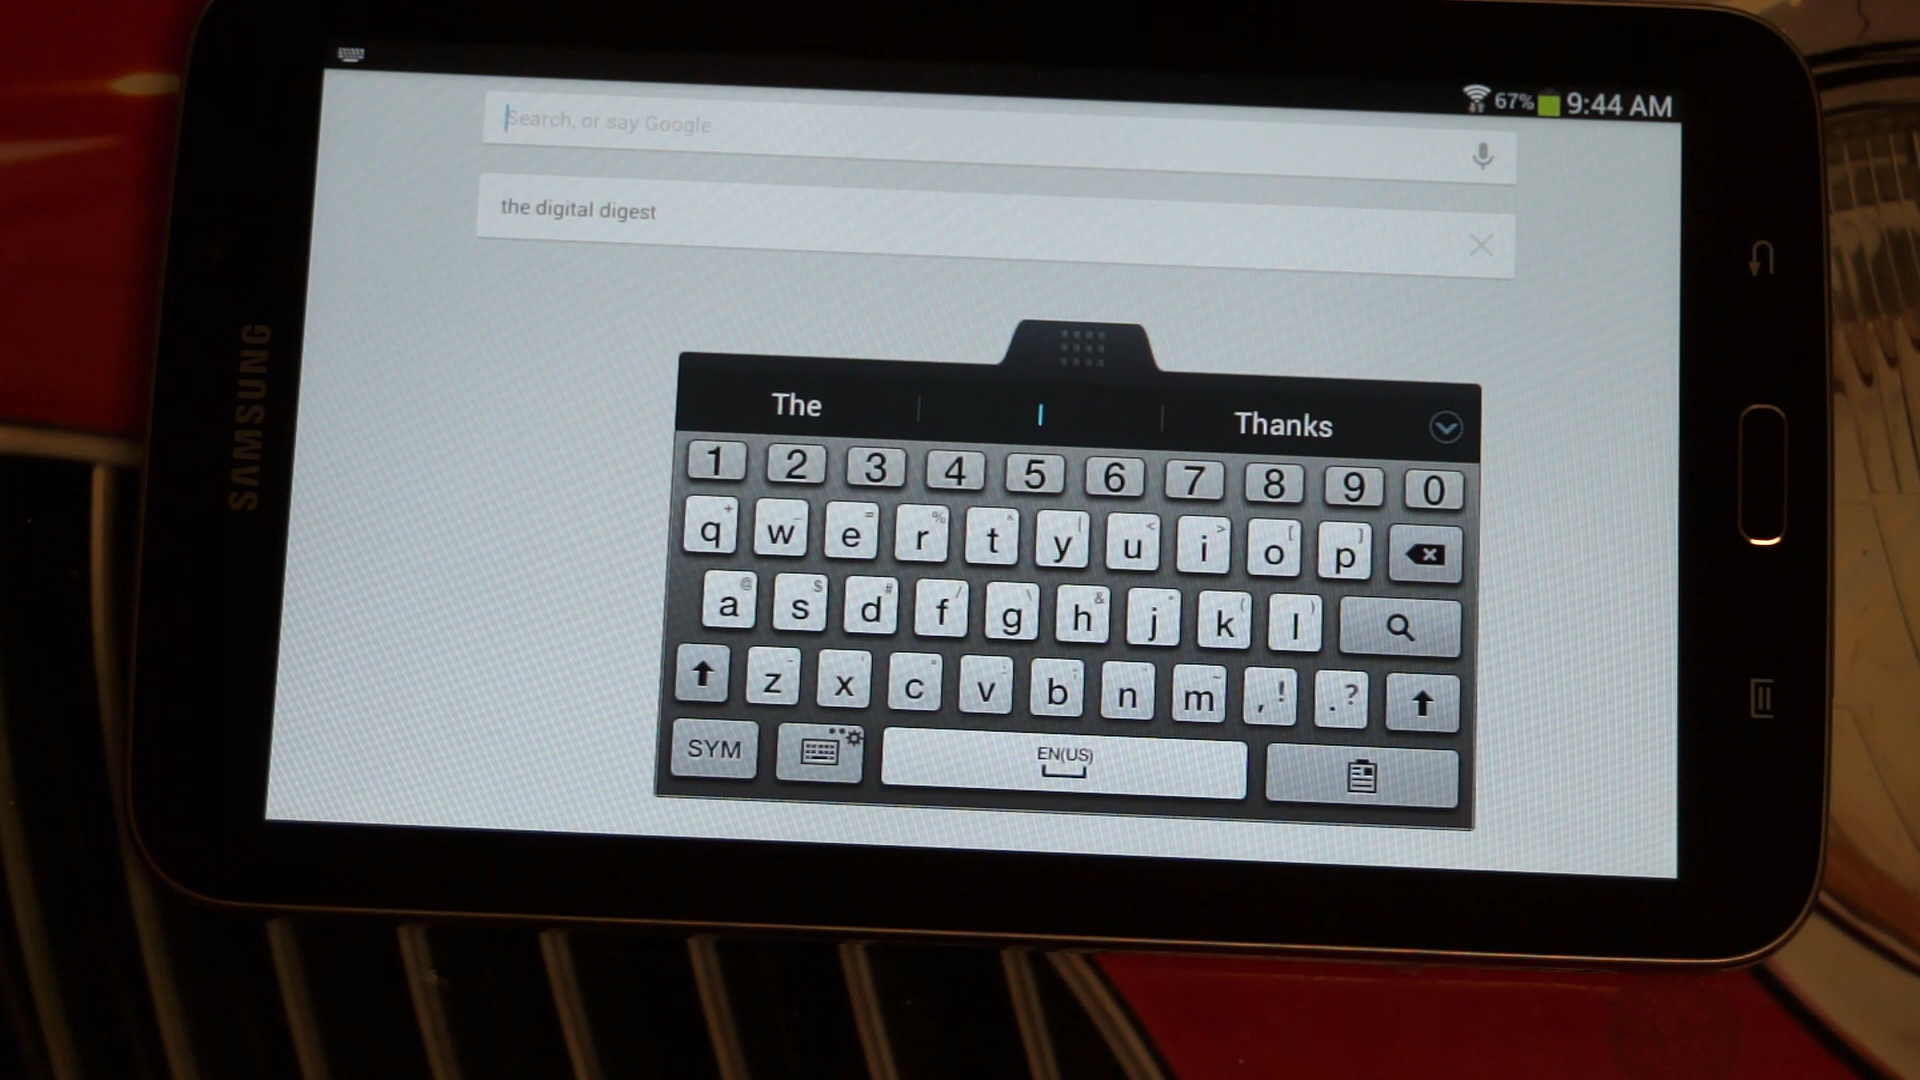 67% 9:44 AM
Search, or say Google
the digital digest
SAMSUNG
The I Thanks
1 2 3 4 5 6 7 8 9 0
q + w - e = r % t ^ y | u < i > o [ p ]
a @ s $ d # f / g \ h & j k ( l )
z x c v b n m , ! . ?
SYM EN(US)